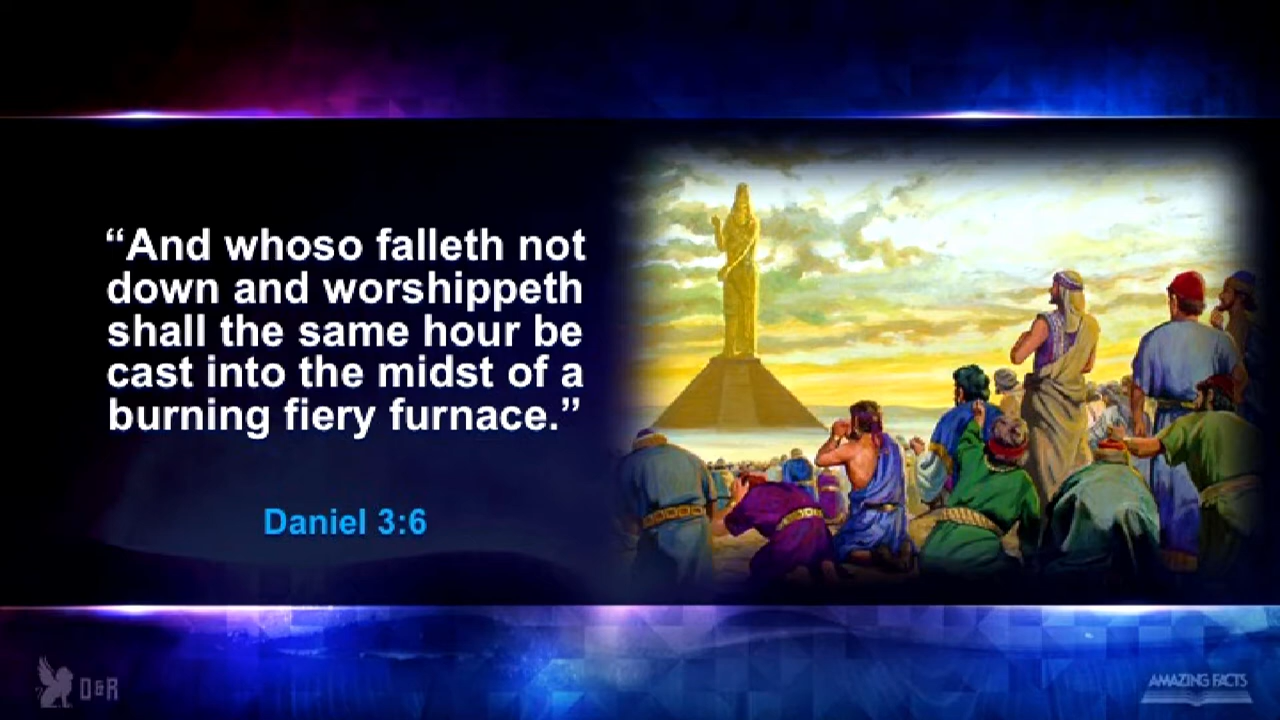 “And whoso falleth not
down and worshippeth
shall the same hour be
cast into the midst of a
burning fiery furnace.”
Daniel 3:6
D&R
AMAZING FACTS